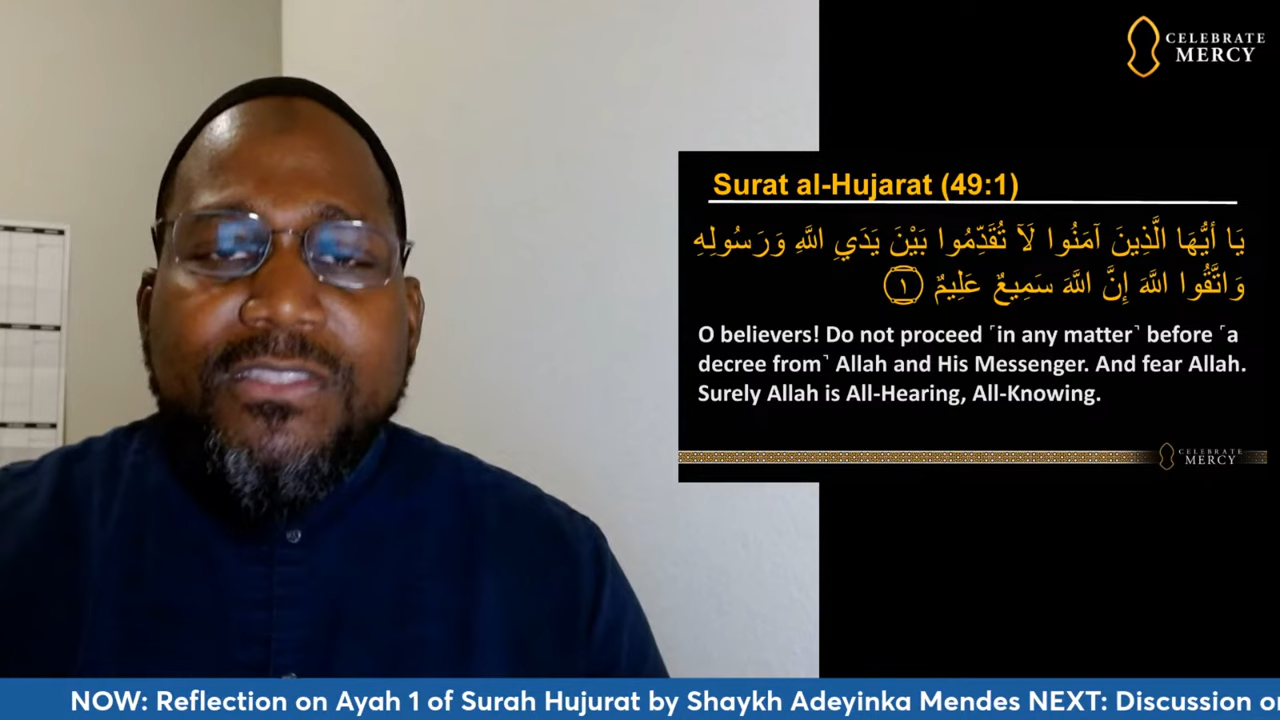 CELEBRATE
MERCY
Surat al-Hujarat (49:1)
يَا أَيُّهَا الَّذِينَ آمَنُوا لَا تُقَدِّمُوا بَيْنَ يَدَيِ اللَّهِ وَرَسُولِهِ
وَاتَّقُوا اللَّهَ إِنَّ اللَّهَ سَمِيعٌ عَلِيمٌ ١
O believers! Do not proceed ˹in any matter˺ before ˹a
decree from˺ Allah and His Messenger. And fear Allah.
Surely Allah is All-Hearing, All-Knowing.
CELEBRATE
MERCY
NOW: Reflection on Ayah 1 of Surah Hujurat by Shaykh Adeyinka Mendes NEXT: Discussion o